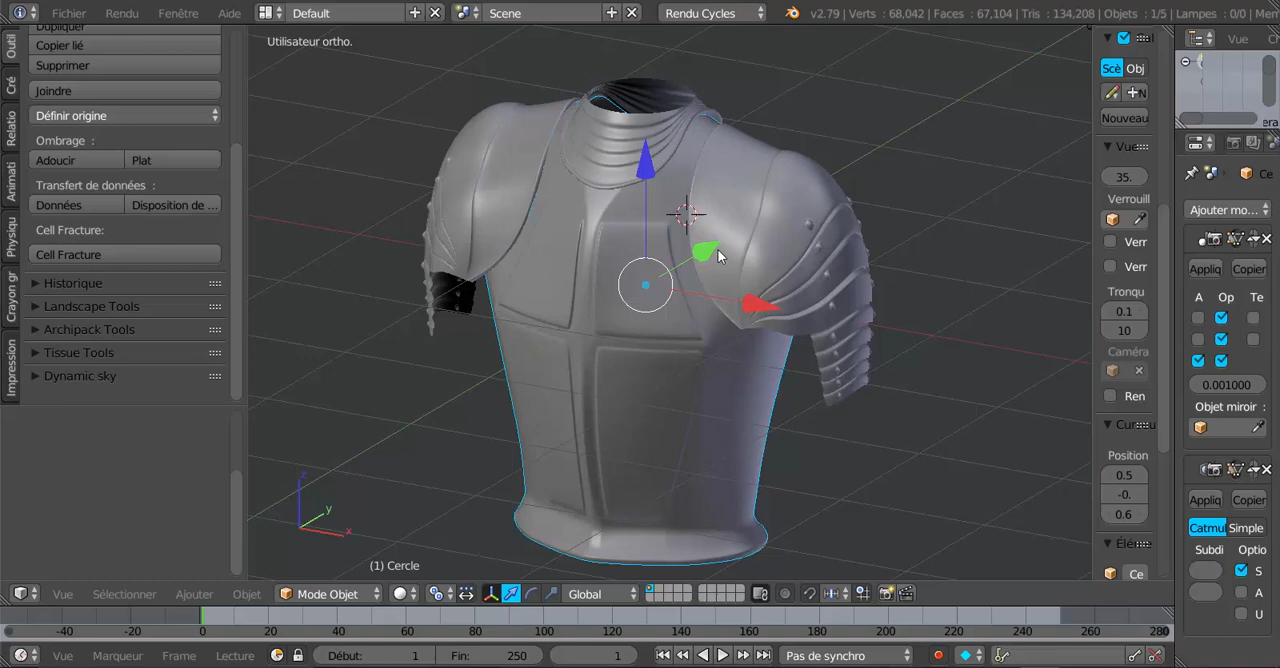 Fichier Rendu Fenêtre Aide Default Scene Rendu Cycles v2.79 | Verts : 68,042 | Faces : 67,104 | Tris : 134,208 | Objets : 1/5 | Lampes : 0/0 |
Outil
Cré
Relatio
Animati
Physiqu
Crayon gr
Impression
Dupliquer
Copier lié
Supprimer
Joindre
Définir origine
Ombrage :
Adoucir Plat
Transfert de données :
Données Disposition de ...
Cell Fracture:
Cell Fracture
Historique
Landscape Tools
Archipack Tools
Tissue Tools
Dynamic sky
Utilisateur ortho.
z
y
x
(1) Cercle
Scè Obj
N
Nouveau
Vue
35.
Verrouil
Verr
Verr
Tronqu
0.1
10
Caméra
Ren
Position
0.5
-0.
0.6
Élé
Ce
Vue
era
Ce
Ajouter mo...
Appliq Copier
A Op Te
0.001000
Objet miroir :
Appliq Copier
Catmul Simple
Subdi Optio
S
A
U
Vue Sélectionner Ajouter Objet Mode Objet Global
-40 -20 0 20 40 60 80 100 120 140 160 180 200 220 240 260 280
Vue Marqueur Frame Lecture Début: 1 Fin: 250 1 Pas de synchro